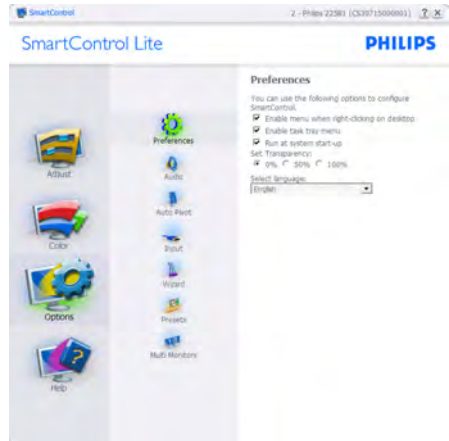 SmartControl
2 - Philips 225B1 (CS30715000001) ? X
SmartControl Lite
PHILIPS
Adjust
Color
Options
Help
Preferences
Audio
Auto Pivot
Input
Wizard
Presets
Multi Monitors
Preferences
You can use the following options to configure
SmartControl.
Enable menu when right-clicking on desktop
Enable task tray menu
Run at system start-up
Set Transparency:
0% 50% 100%
Select language:
English